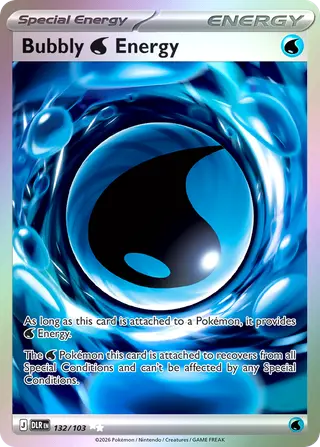 Special Energy
ENERGY
Bubbly Energy
As long as this card is attached to a Pokémon, it provides
Energy.
The Pokémon this card is attached to recovers from all
Special Conditions and can't be affected by any Special
Conditions.
J DLR EN 132/103
©2026 Pokémon / Nintendo / Creatures / GAME FREAK